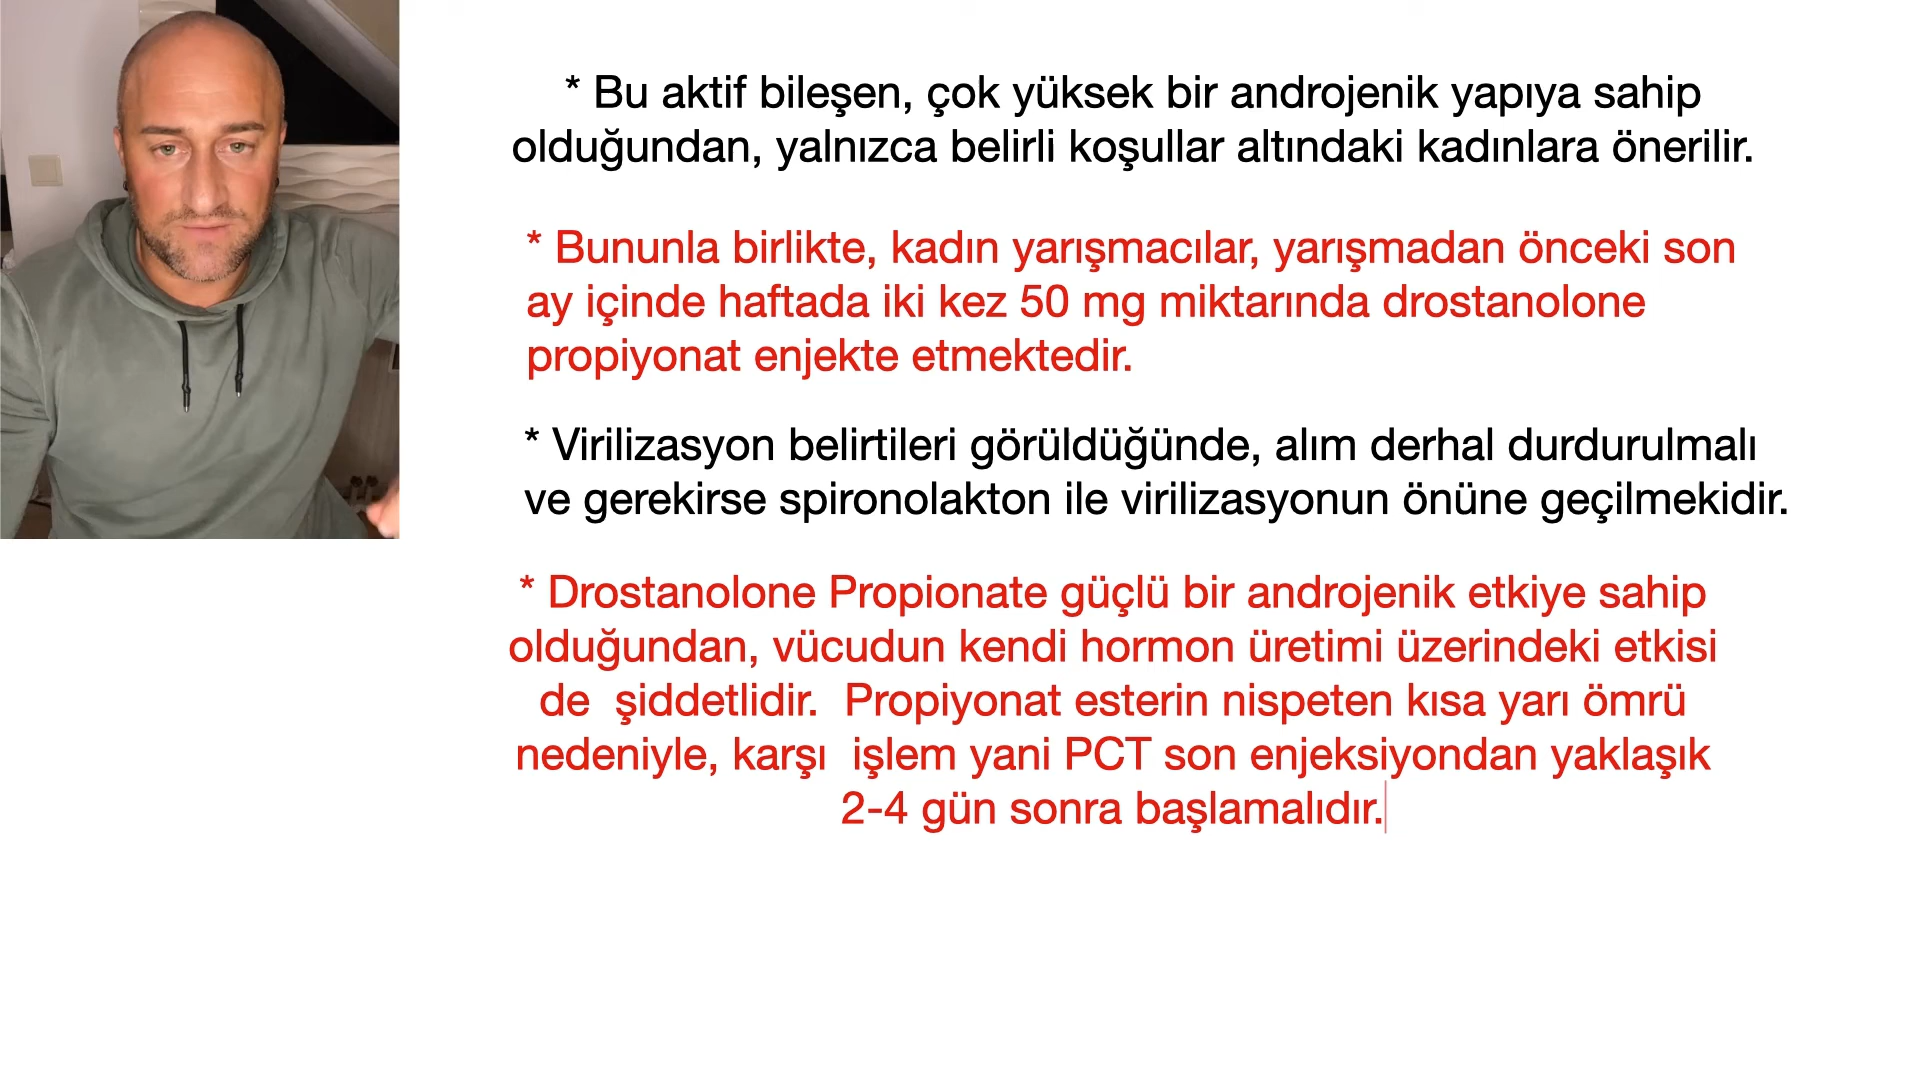 * Bu aktif bileşen, çok yüksek bir androjenik yapıya sahip
olduğundan, yalnızca belirli koşullar altındaki kadınlara önerilir.
* Bununla birlikte, kadın yarışmacılar, yarışmadan önceki son
ay içinde haftada iki kez 50 mg miktarında drostanolone
propiyonat enjekte etmektedir.
* Virilizasyon belirtileri görüldüğünde, alım derhal durdurulmalı
ve gerekirse spironolakton ile virilizasyonun önüne geçilmekidir.
* Drostanolone Propionate güçlü bir androjenik etkiye sahip
olduğundan, vücudun kendi hormon üretimi üzerindeki etkisi
de  şiddetlidir.  Propiyonat esterin nispeten kısa yarı ömrü
nedeniyle, karşı  işlem yani PCT son enjeksiyondan yaklaşık
2-4 gün sonra başlamalıdır.